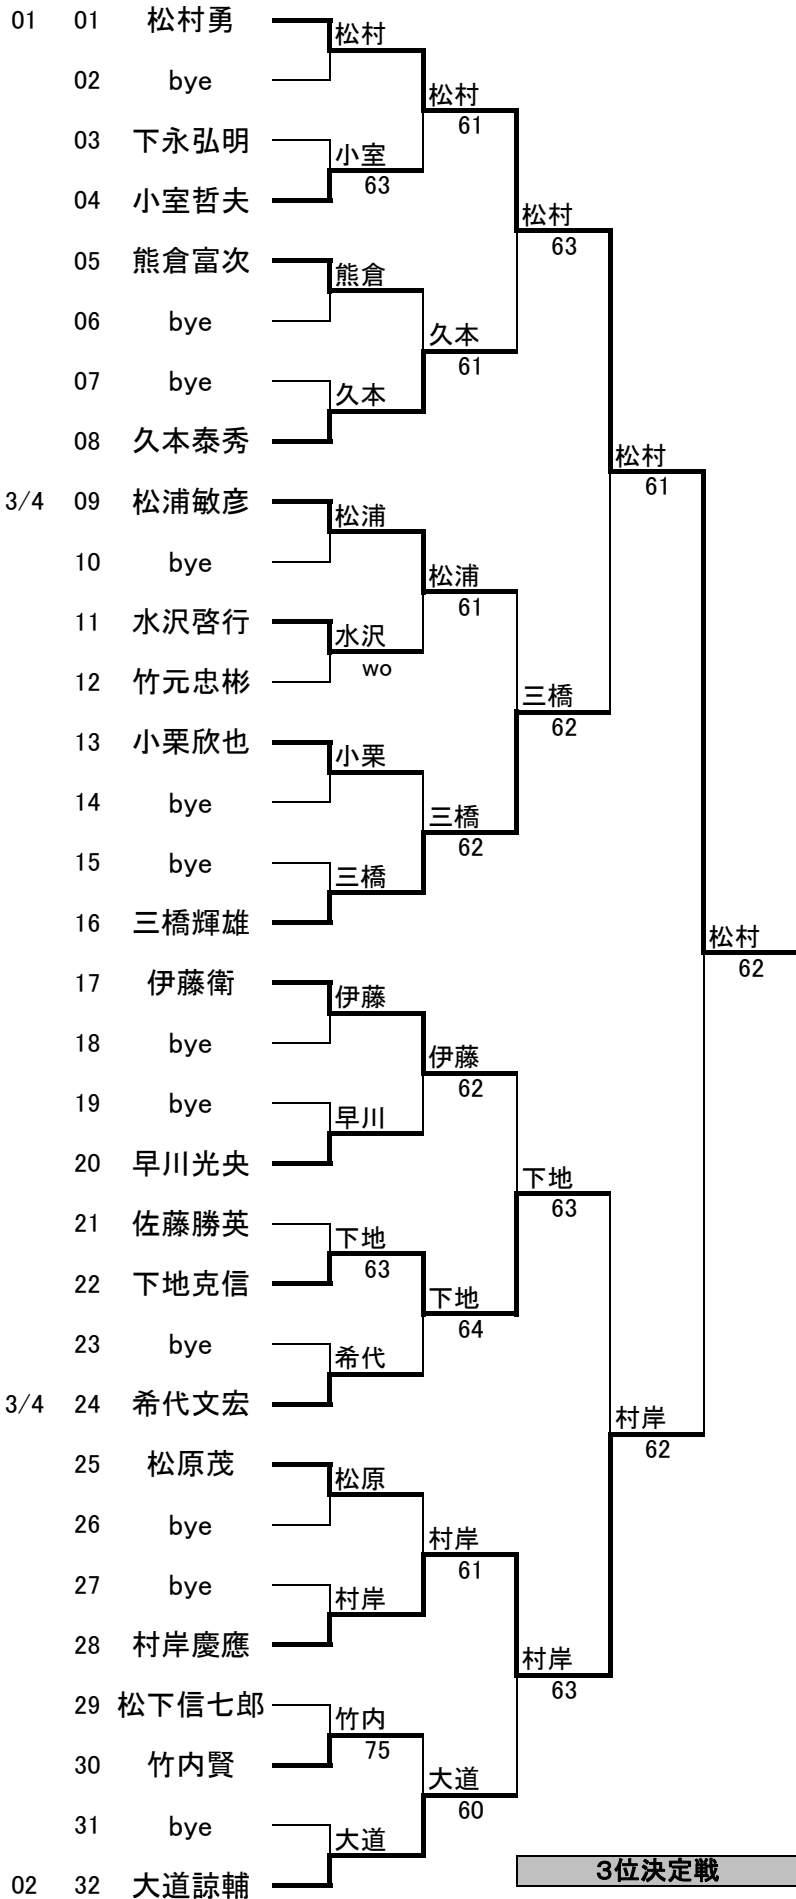 01 01 松村勇
松村
02 bye
松村
61
03 下永弘明
小室
63
04 小室哲夫
松村
63
05 熊倉富次
熊倉
06 bye
久本
61
07 bye
久本
08 久本泰秀
松村
61
3/4 09 松浦敏彦
松浦
10 bye
松浦
61
11 水沢啓行
水沢
wo
12 竹元忠彬
三橋
62
13 小栗欣也
小栗
14 bye
三橋
62
15 bye
三橋
16 三橋輝雄
松村
62
17 伊藤衛
伊藤
18 bye
伊藤
62
19 bye
早川
20 早川光央
下地
63
21 佐藤勝英
下地
63
22 下地克信
下地
64
23 bye
希代
3/4 24 希代文宏
村岸
62
25 松原茂
松原
26 bye
村岸
61
27 bye
村岸
28 村岸慶應
村岸
63
29 松下信七郎
竹内
75
30 竹内賢
大道
60
31 bye
大道
3位決定戦
02 32 大道諒輔